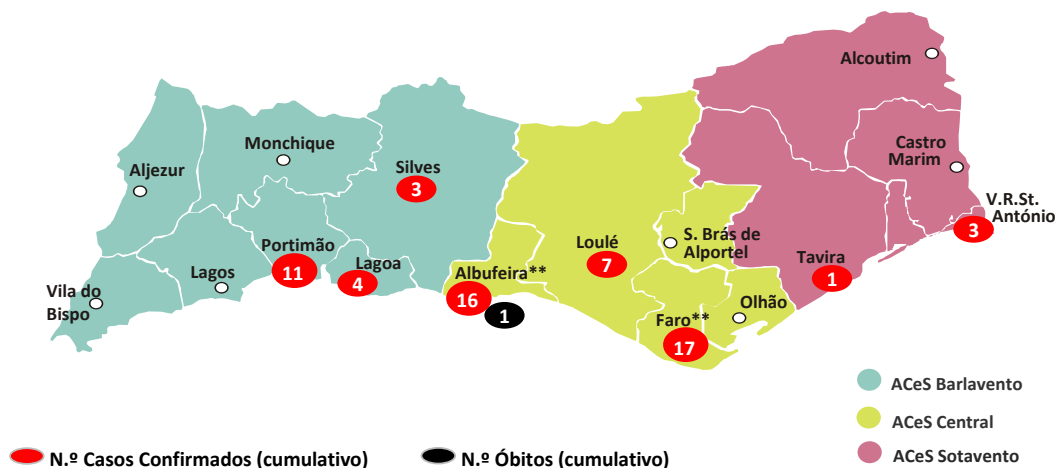 Alcoutim
Monchique
Castro
Marim
Aljezur
Silves
3
V.R.St.
António
3
S. Brás de
Alportel
Portimão
11
Loulé
7
Lagos
Lagoa
4
Albufeira**
16
1
Tavira
1
Vila do
Bispo
Olhão
Faro**
17
ACeS Barlavento
ACeS Central
ACeS Sotavento
N.º Casos Confirmados (cumulativo)
N.º Óbitos (cumulativo)